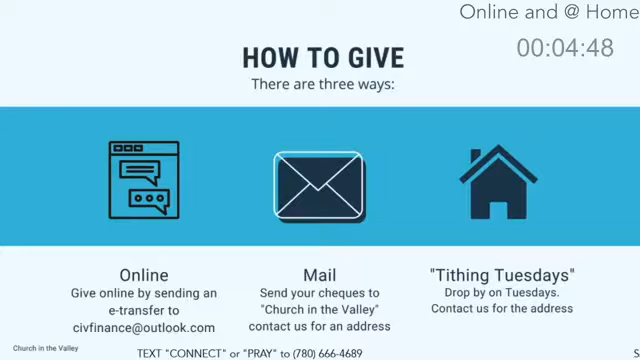 Online and @ Home
00:04:48
HOW TO GIVE
There are three ways:
Online
Give online by sending an
e-transfer to
civfinance@outlook.com
Mail
Send your cheques to
"Church in the Valley"
contact us for an address
"Tithing Tuesdays"
Drop by on Tuesdays.
Contact us for the address
Church in the Valley
TEXT "CONNECT" or "PRAY" to (780) 666-4689